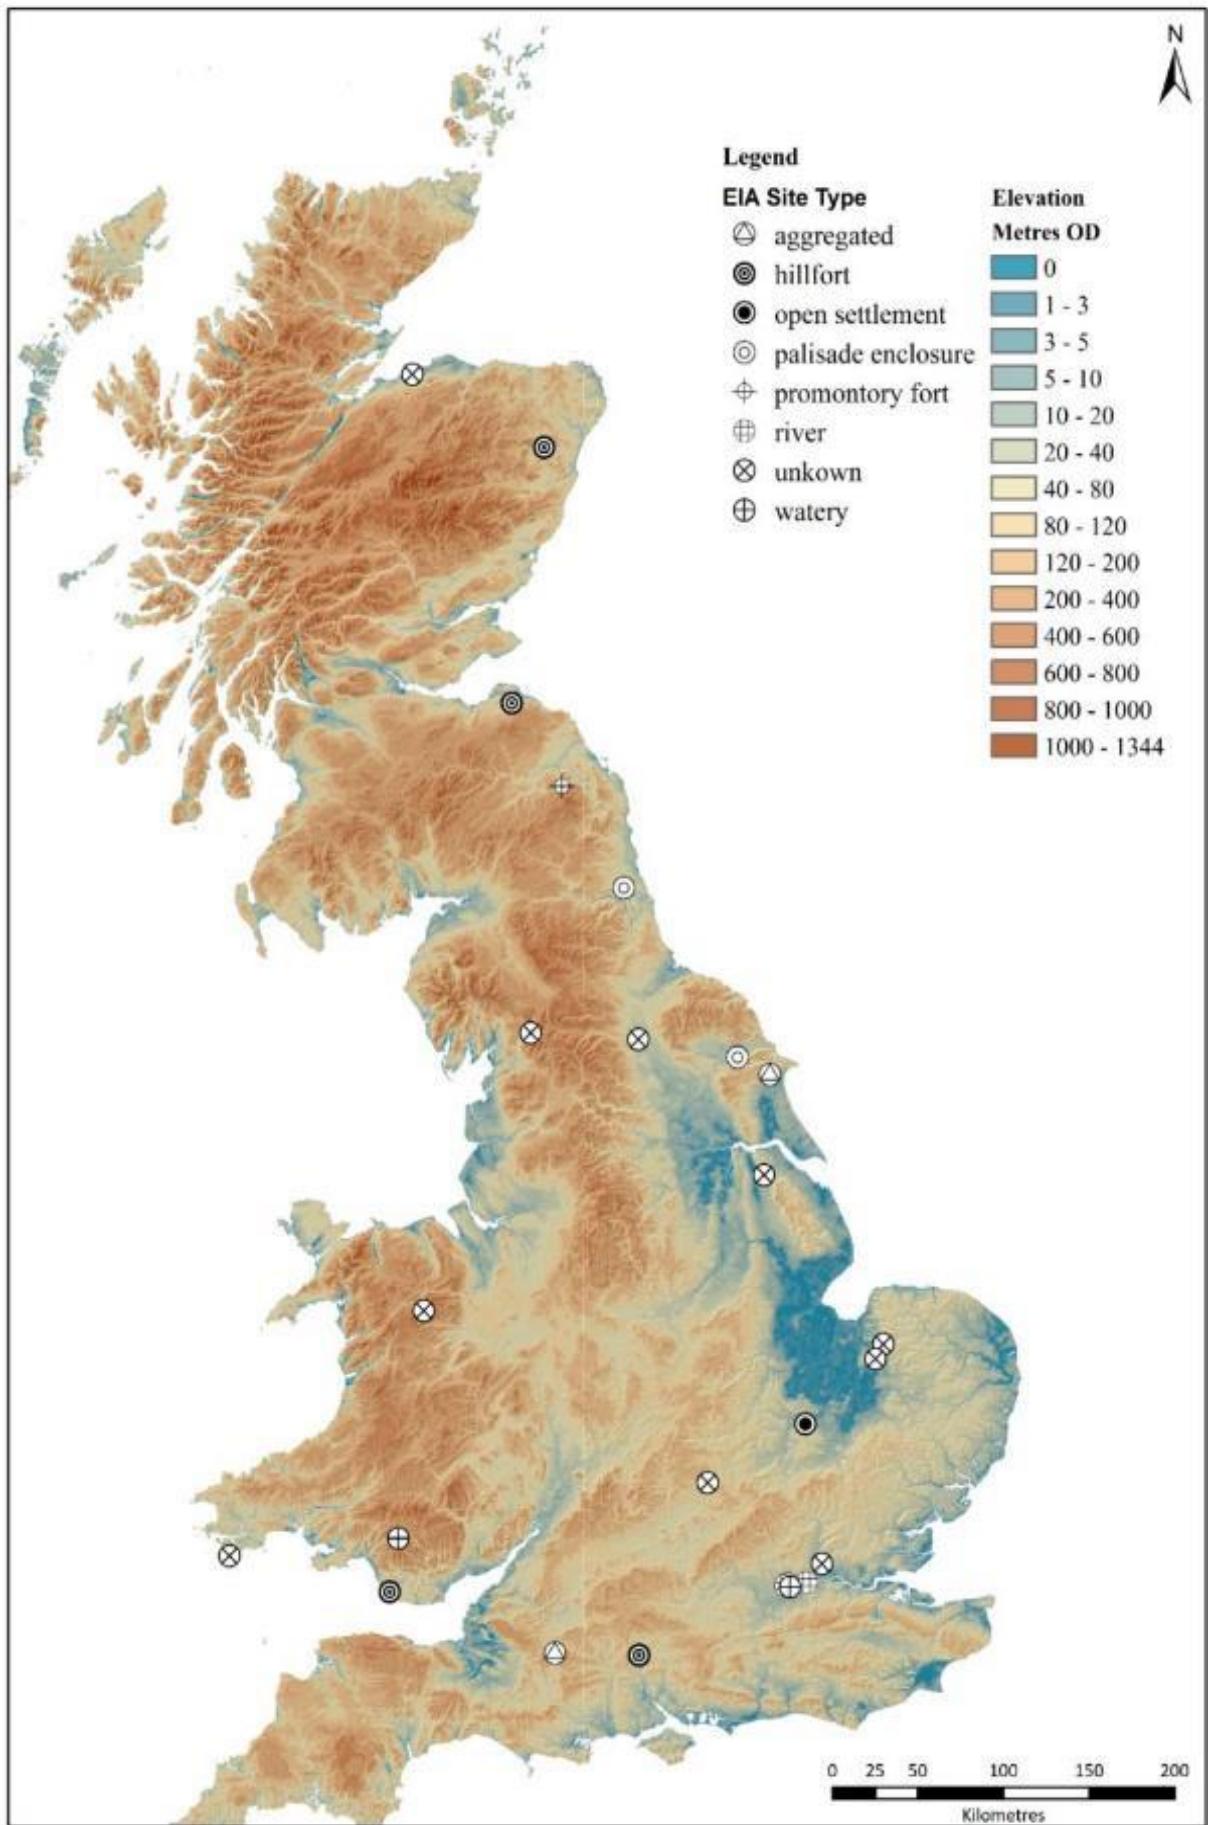 N
Legend
EIA Site Type
aggregated
hillfort
open settlement
palisade enclosure
promontory fort
river
unkown
watery
Elevation
Metres OD
0
1 - 3
3 - 5
5 - 10
10 - 20
20 - 40
40 - 80
80 - 120
120 - 200
200 - 400
400 - 600
600 - 800
800 - 1000
1000 - 1344
0 25 50 100 150 200
Kilometres